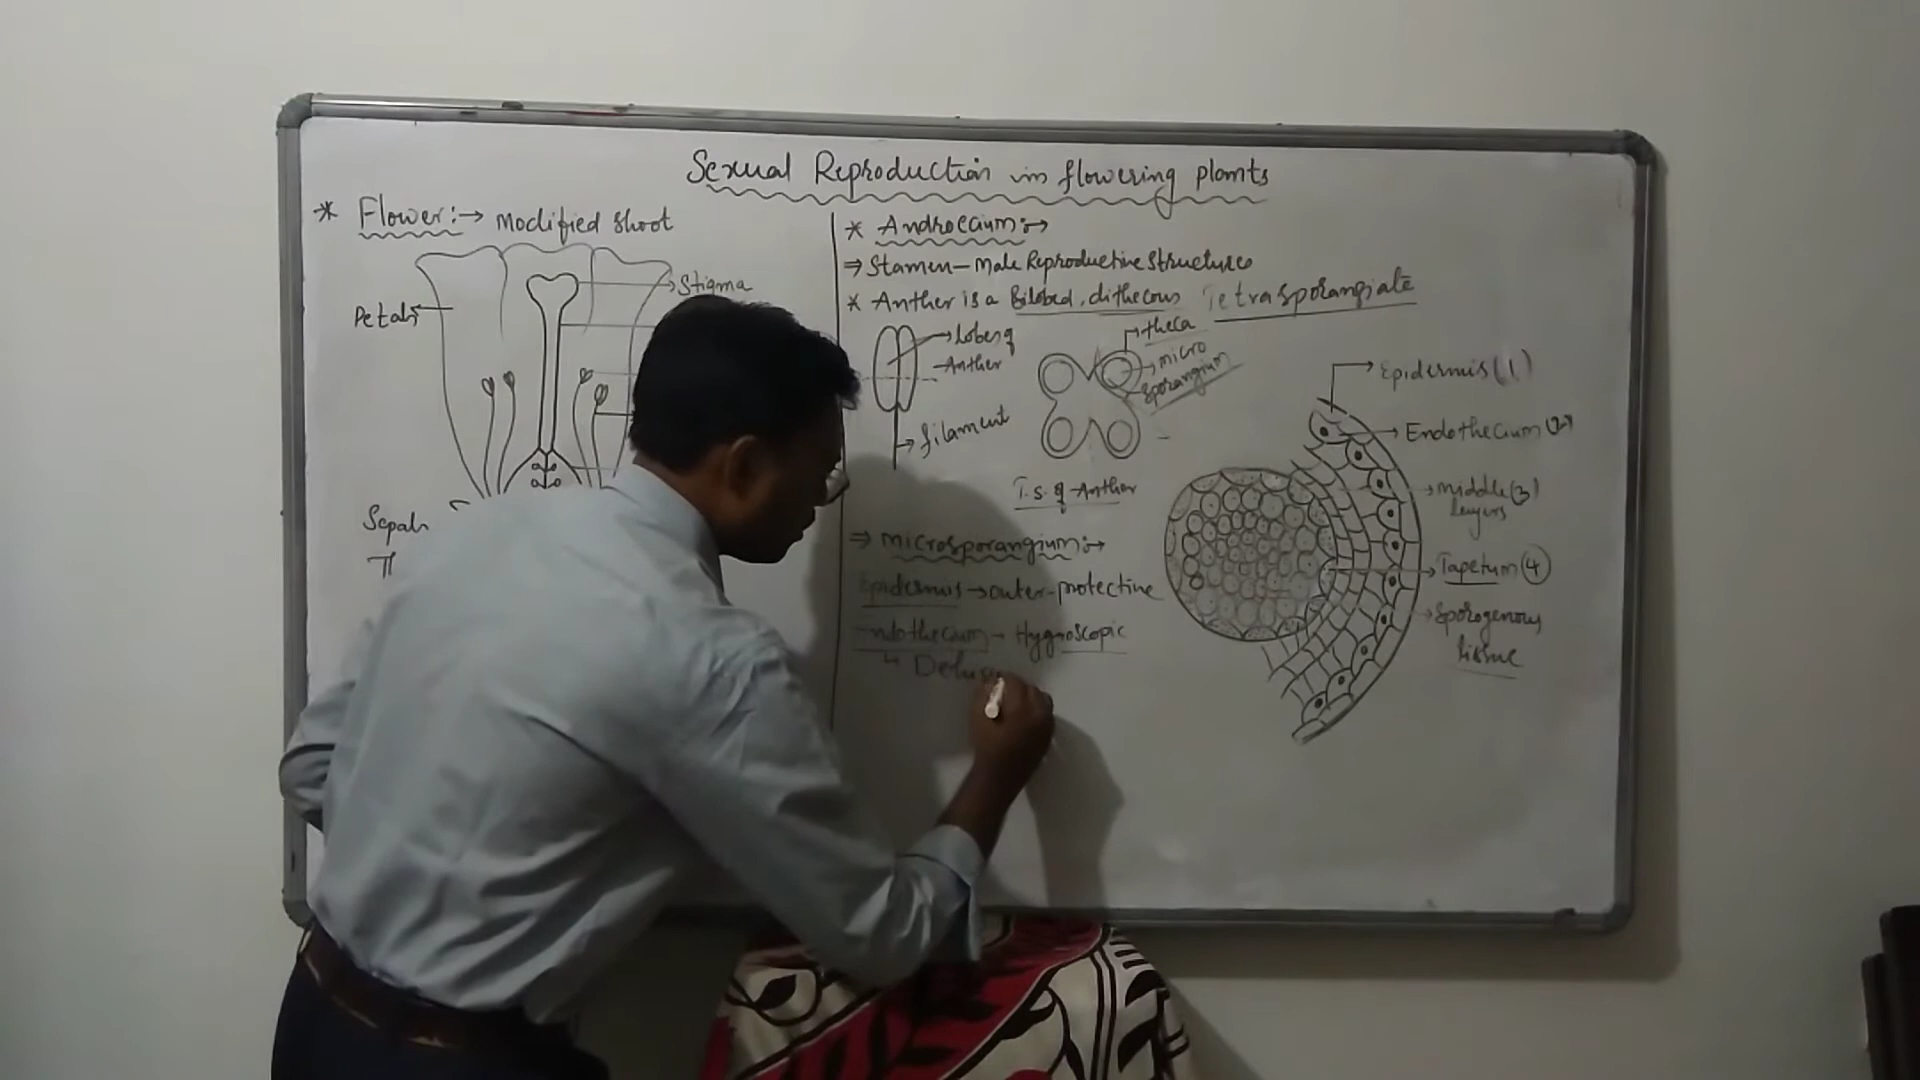 Sexual Reproduction in flowering plants
* Flower:→ Modified shoot
Stigma
Petals
Sepals
* Androecium:→
⇒ Stamen - Male Reproductive Structures
* Anther is a Bilobed, dithecous Tetrasporangiate
Lobes of
Anther
filament
theca
micro
sporangium
T.s. of Anther
Epidermis (1)
Endothecium (2)
middle (3)
layers
Tapetum (4)
Sporogenous
tissue
⇒ microsporangium:→
Epidermis → outer-protective
Endothecium - Hygroscopic